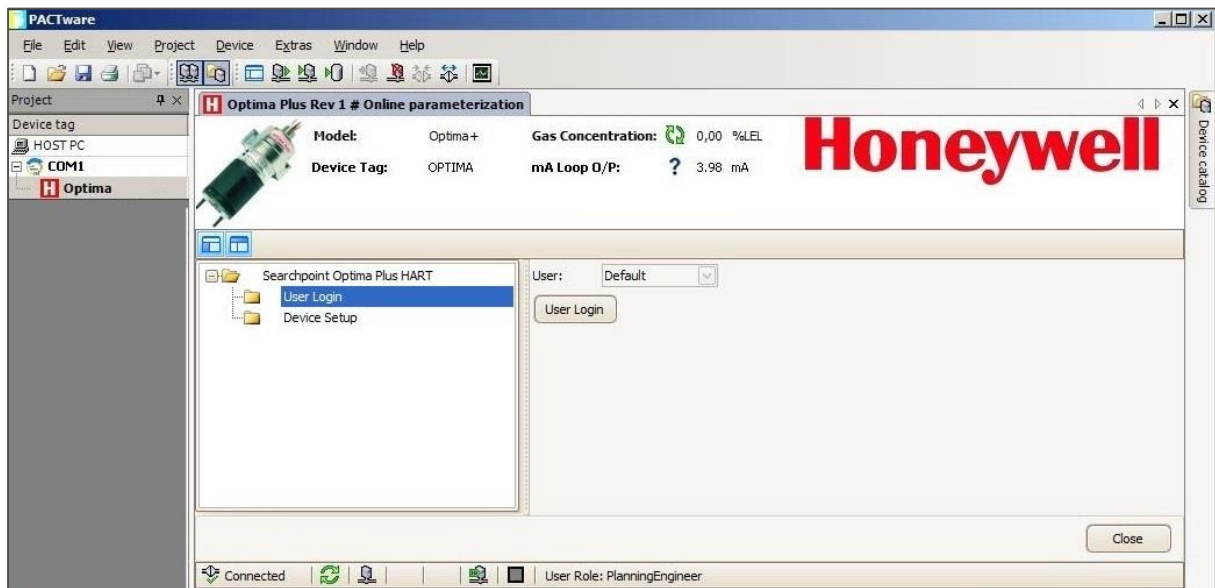 PACTware
File Edit View Project Device Extras Window Help
Project
Device tag
HOST PC
COM1
H Optima
H Optima Plus Rev 1 # Online parameterization
Model: Optima+ Gas Concentration: 0,00 %LEL
Device Tag: OPTIMA mA Loop O/P: ? 3.98 mA
Honeywell
Searchpoint Optima Plus HART
User Login
Device Setup
User: Default
User Login
Close
Connected
User Role: PlanningEngineer
Device catalog